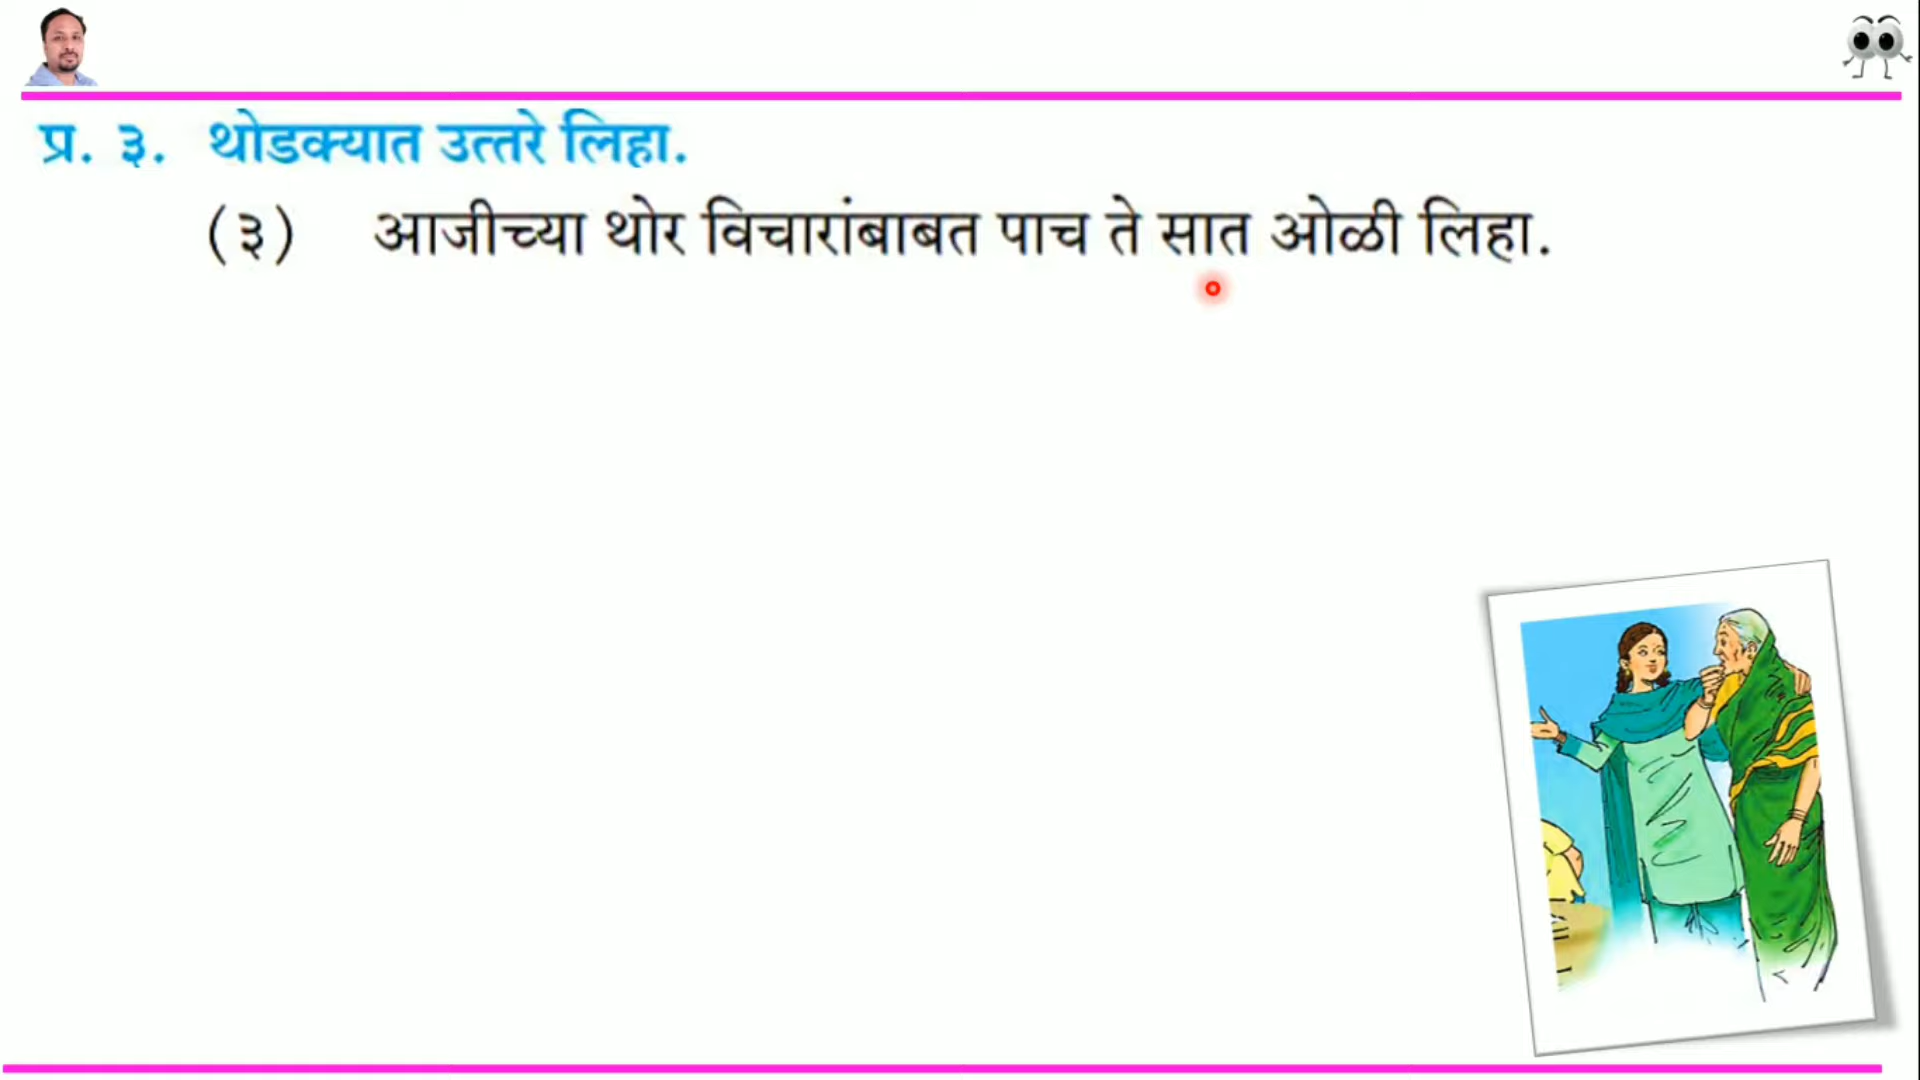 प्र. ३. थोडक्यात उत्तरे लिहा.
(३) आजीच्या थोर विचारांबाबत पाच ते सात ओळी लिहा.